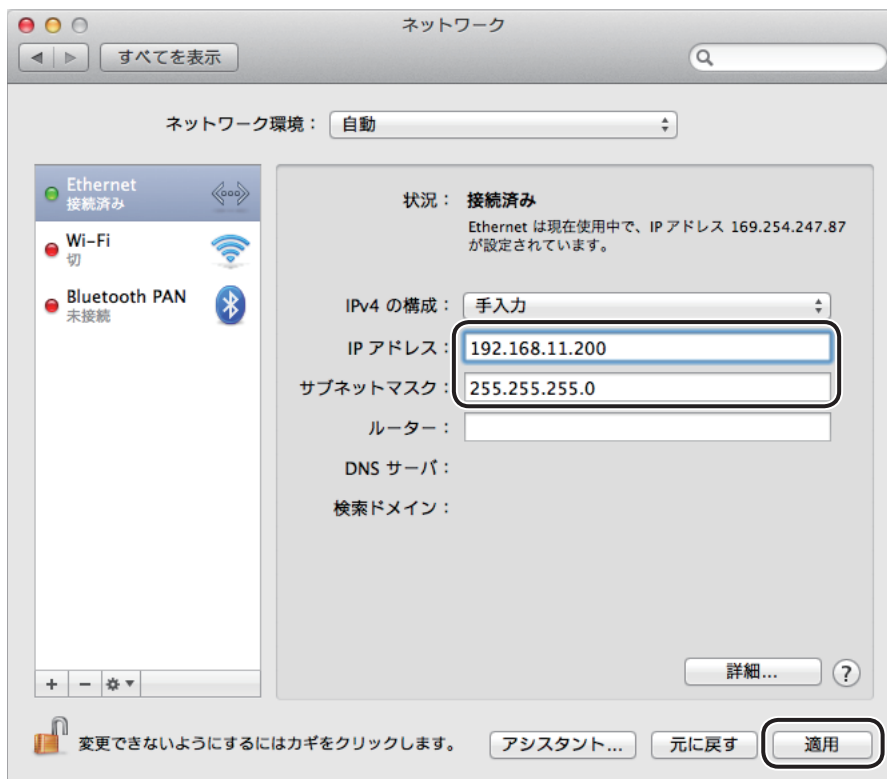 ネットワーク
すべてを表示
ネットワーク環境： 自動
Ethernet
接続済み
Wi-Fi
切
Bluetooth PAN
未接続
状況： 接続済み
Ethernet は現在使用中で、IP アドレス 169.254.247.87
が設定されています。
IPv4 の構成： 手入力
IP アドレス： 192.168.11.200
サブネットマスク： 255.255.255.0
ルーター：
DNS サーバ：
検索ドメイン：
詳細... ?
+ −
変更できないようにするにはカギをクリックします。 アシスタント... 元に戻す 適用